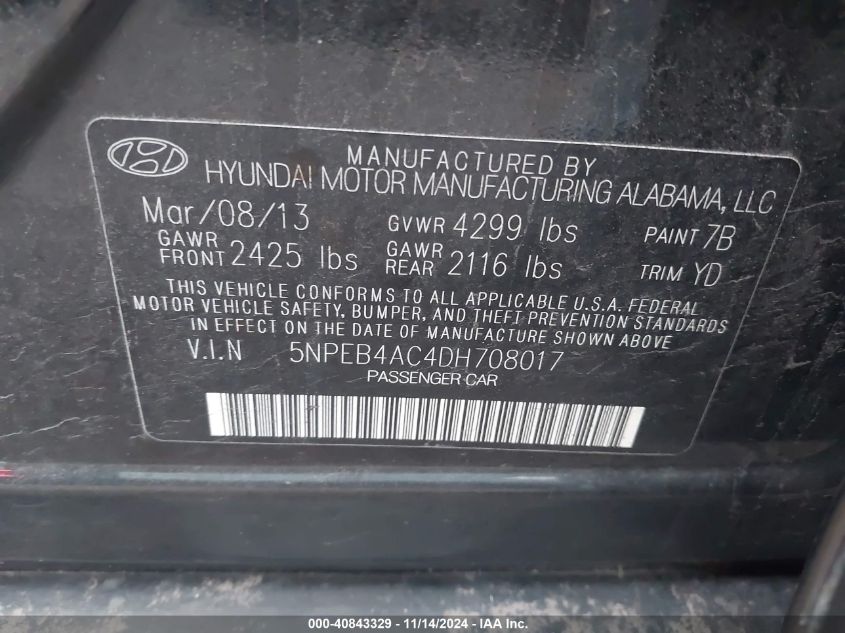 MANUFACTURED BY
HYUNDAI MOTOR MANUFACTURING ALABAMA, LLC
Mar/08/13 GVWR 4299 lbs PAINT 7B
GAWR FRONT 2425 lbs GAWR REAR 2116 lbs TRIM YD
THIS VEHICLE CONFORMS TO ALL APPLICABLE U.S.A. FEDERAL
MOTOR VEHICLE SAFETY, BUMPER, AND THEFT PREVENTION STANDARDS
IN EFFECT ON THE DATE OF MANUFACTURE SHOWN ABOVE
V.I.N 5NPEB4AC4DH708017
PASSENGER CAR
000-40843329 - 11/14/2024 - © IAA Inc.